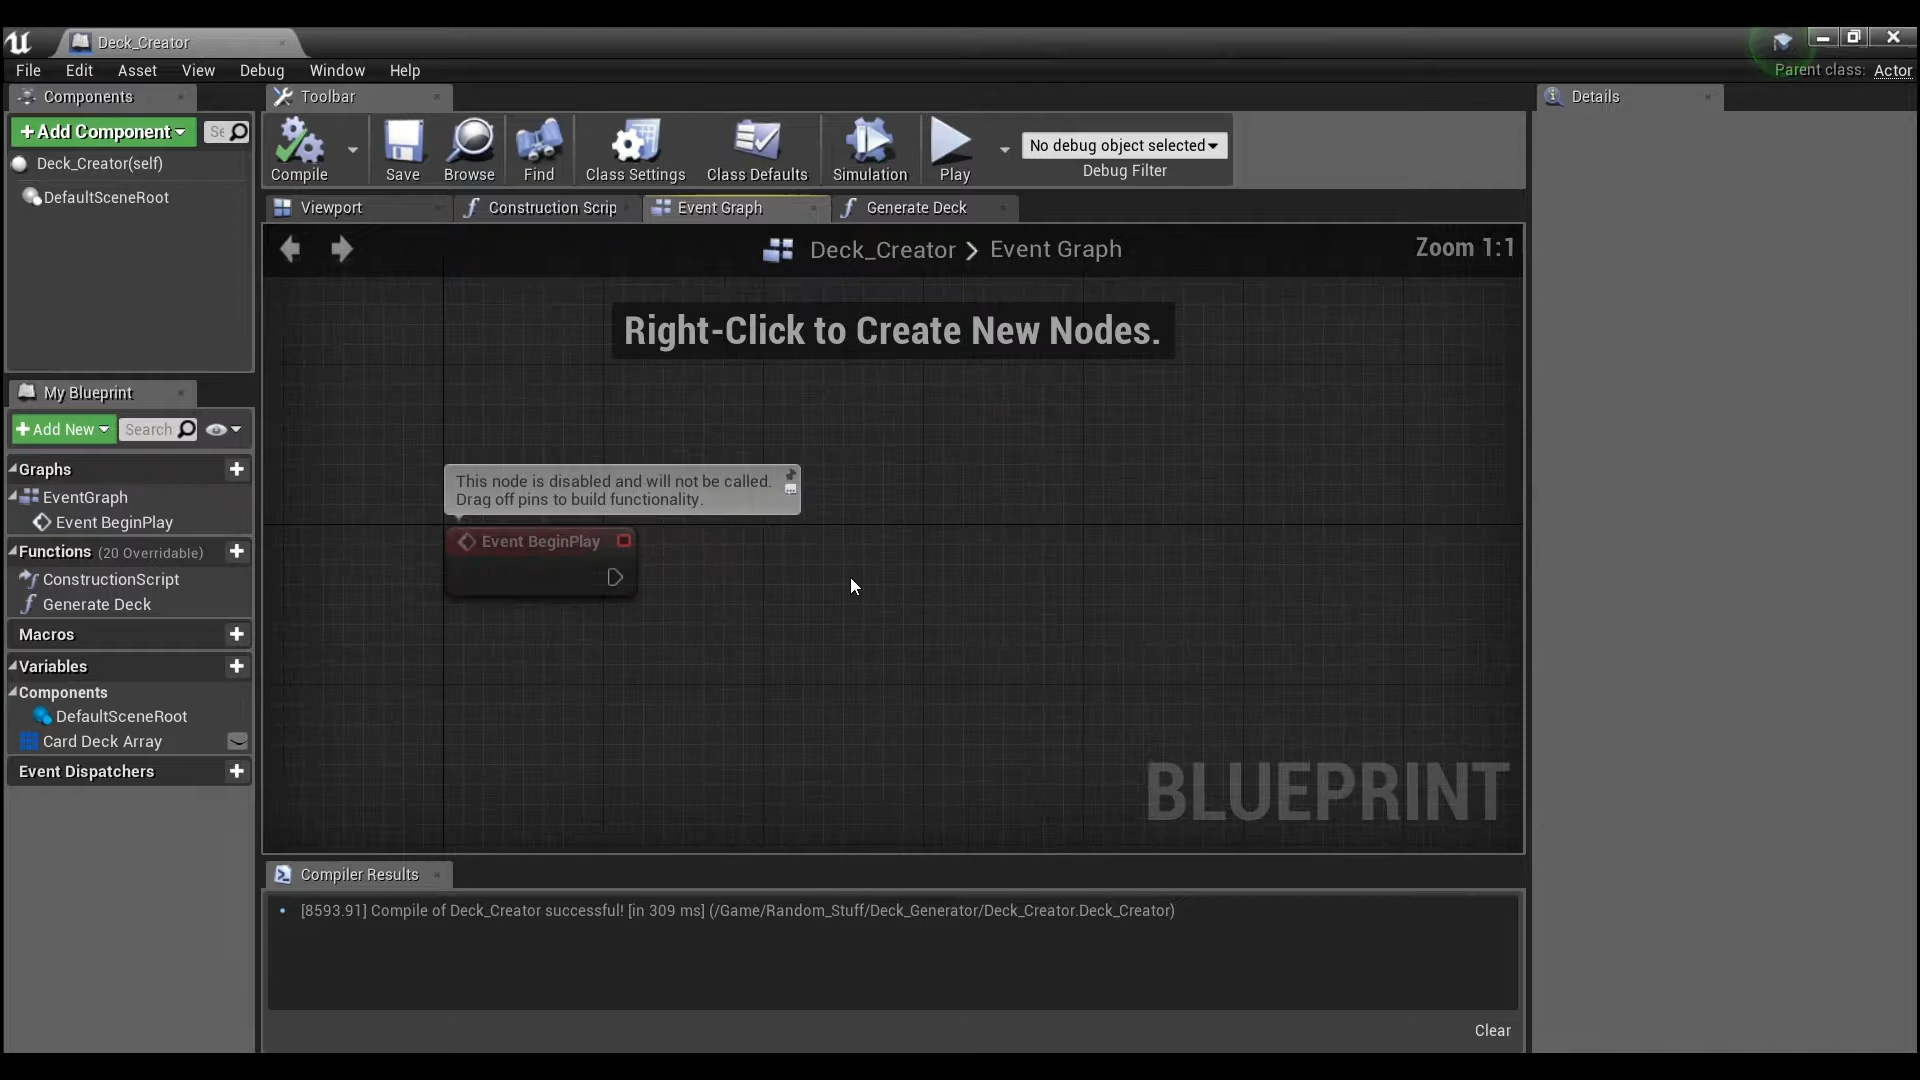 Deck_Creator
File Edit Asset View Debug Window Help
Parent class: Actor
Components
Toolbar
Details
+Add Component
Se
Deck_Creator(self)
DefaultSceneRoot
Compile
Save
Browse
Find
Class Settings
Class Defaults
Simulation
Play
No debug object selected
Debug Filter
Viewport
Construction Scrip
Event Graph
Generate Deck
Deck_Creator > Event Graph
Zoom 1:1
Right-Click to Create New Nodes.
My Blueprint
+Add New
Search
Graphs
EventGraph
Event BeginPlay
Functions (20 Overridable)
ConstructionScript
Generate Deck
Macros
Variables
Components
DefaultSceneRoot
Card Deck Array
Event Dispatchers
This node is disabled and will not be called.
Drag off pins to build functionality.
Event BeginPlay
BLUEPRINT
Compiler Results
[8593.91] Compile of Deck_Creator successful! [in 309 ms] (/Game/Random_Stuff/Deck_Generator/Deck_Creator.Deck_Creator)
Clear